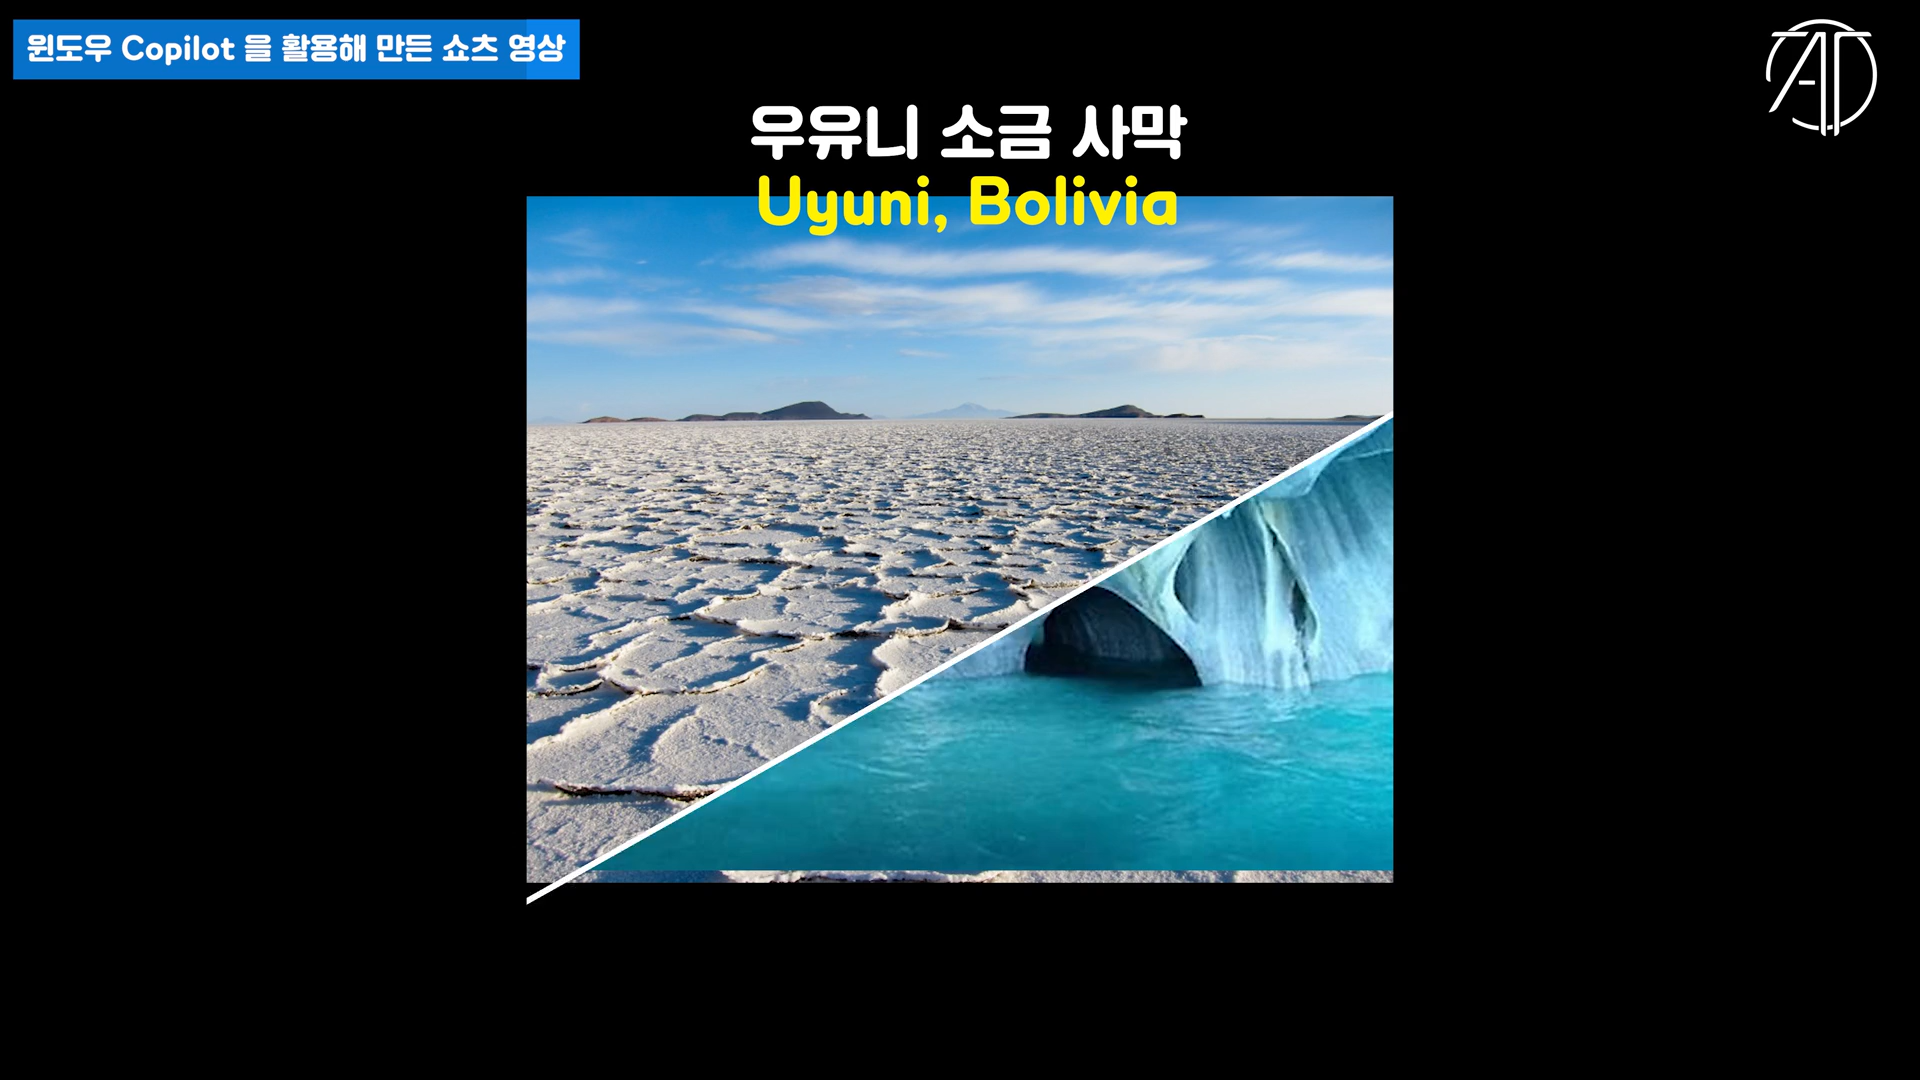 윈도우 Copilot 을 활용해 만든 쇼츠 영상
우유니 소금 사막
Uyuni, Bolivia